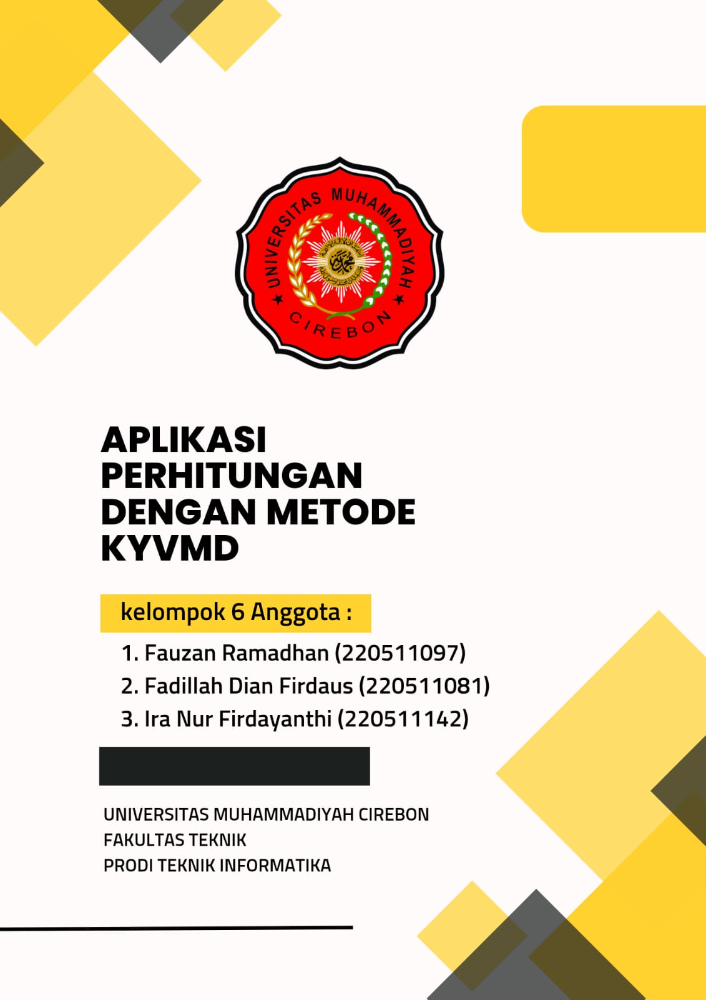 UNIVERSITAS MUHAMMADIYAH
★ CIREBON ★
APLIKASI
PERHITUNGAN
DENGAN METODE
KYVMD
kelompok 6 Anggota :
1. Fauzan Ramadhan (220511097)
2. Fadillah Dian Firdaus (220511081)
3. Ira Nur Firdayanthi (220511142)
UNIVERSITAS MUHAMMADIYAH CIREBON
FAKULTAS TEKNIK
PRODI TEKNIK INFORMATIKA